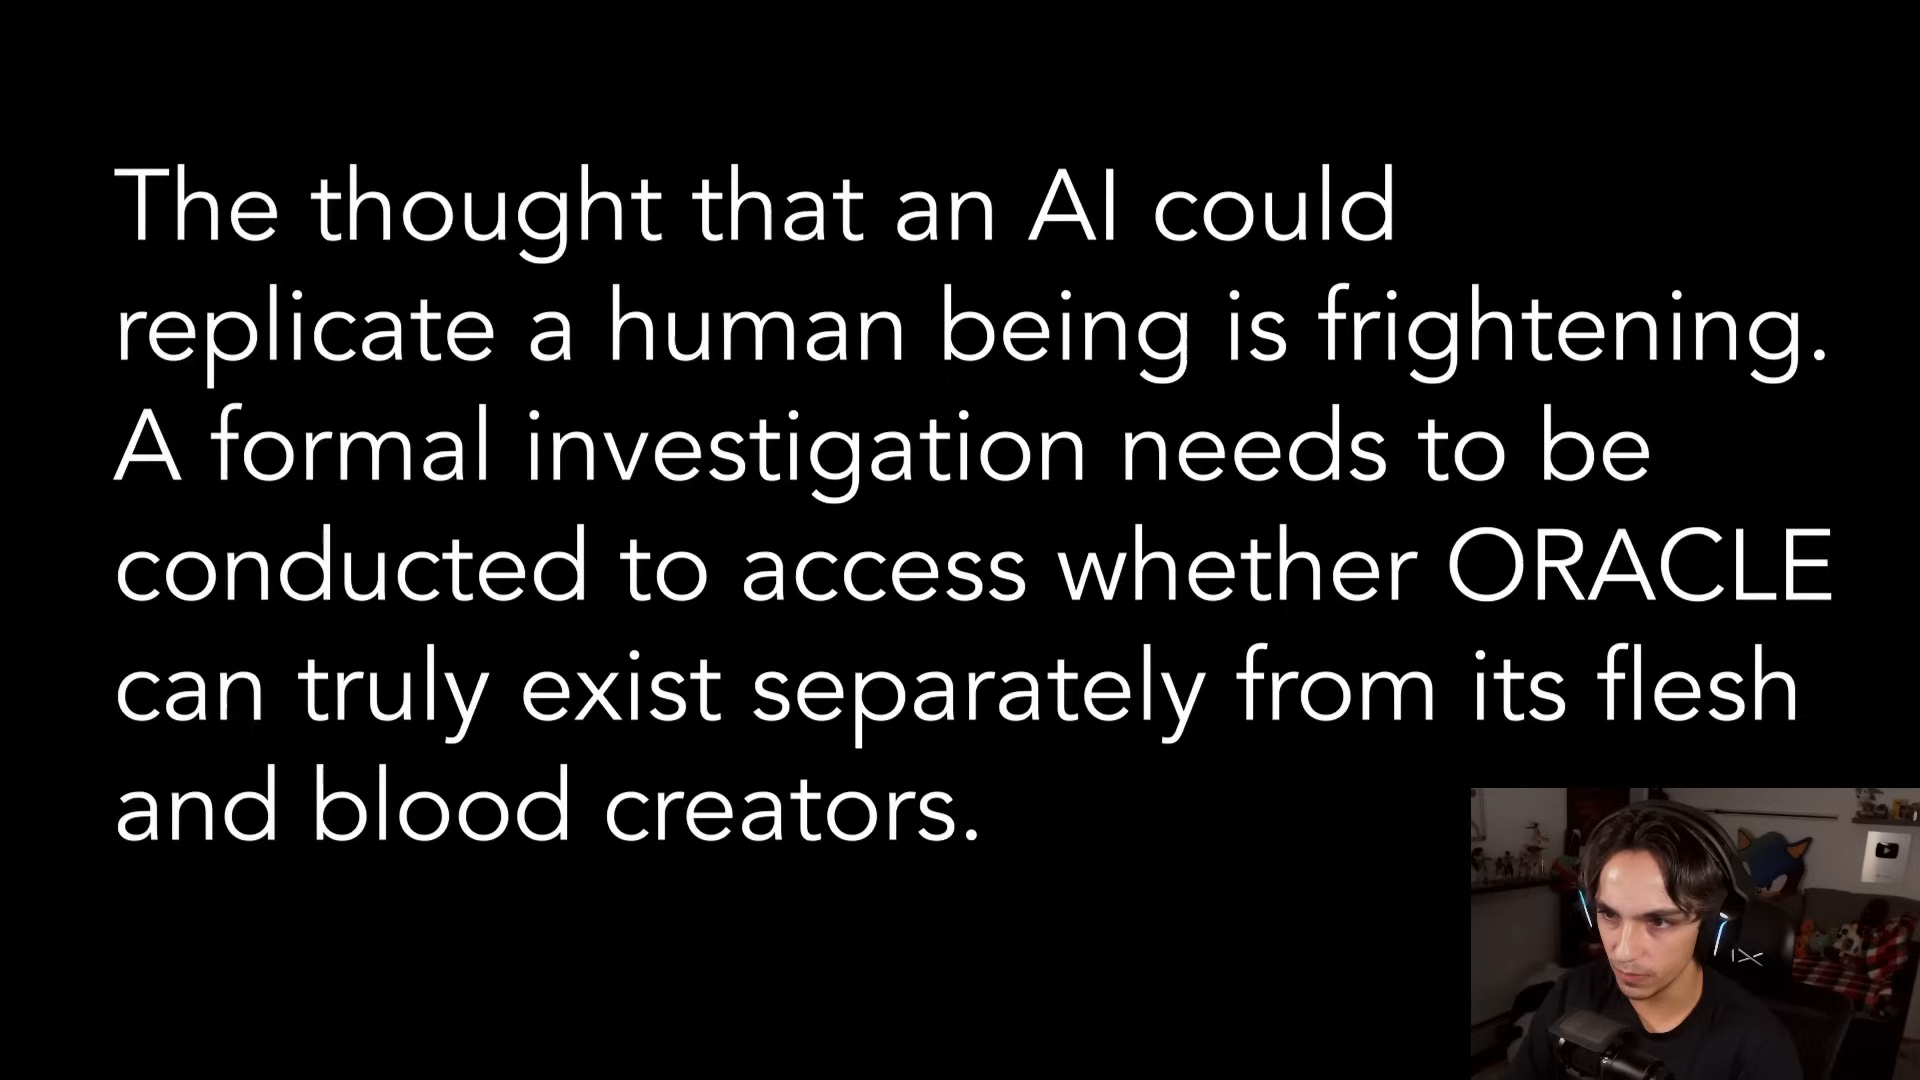 The thought that an AI could
replicate a human being is frightening.
A formal investigation needs to be
conducted to access whether ORACLE
can truly exist separately from its flesh
and blood creators.